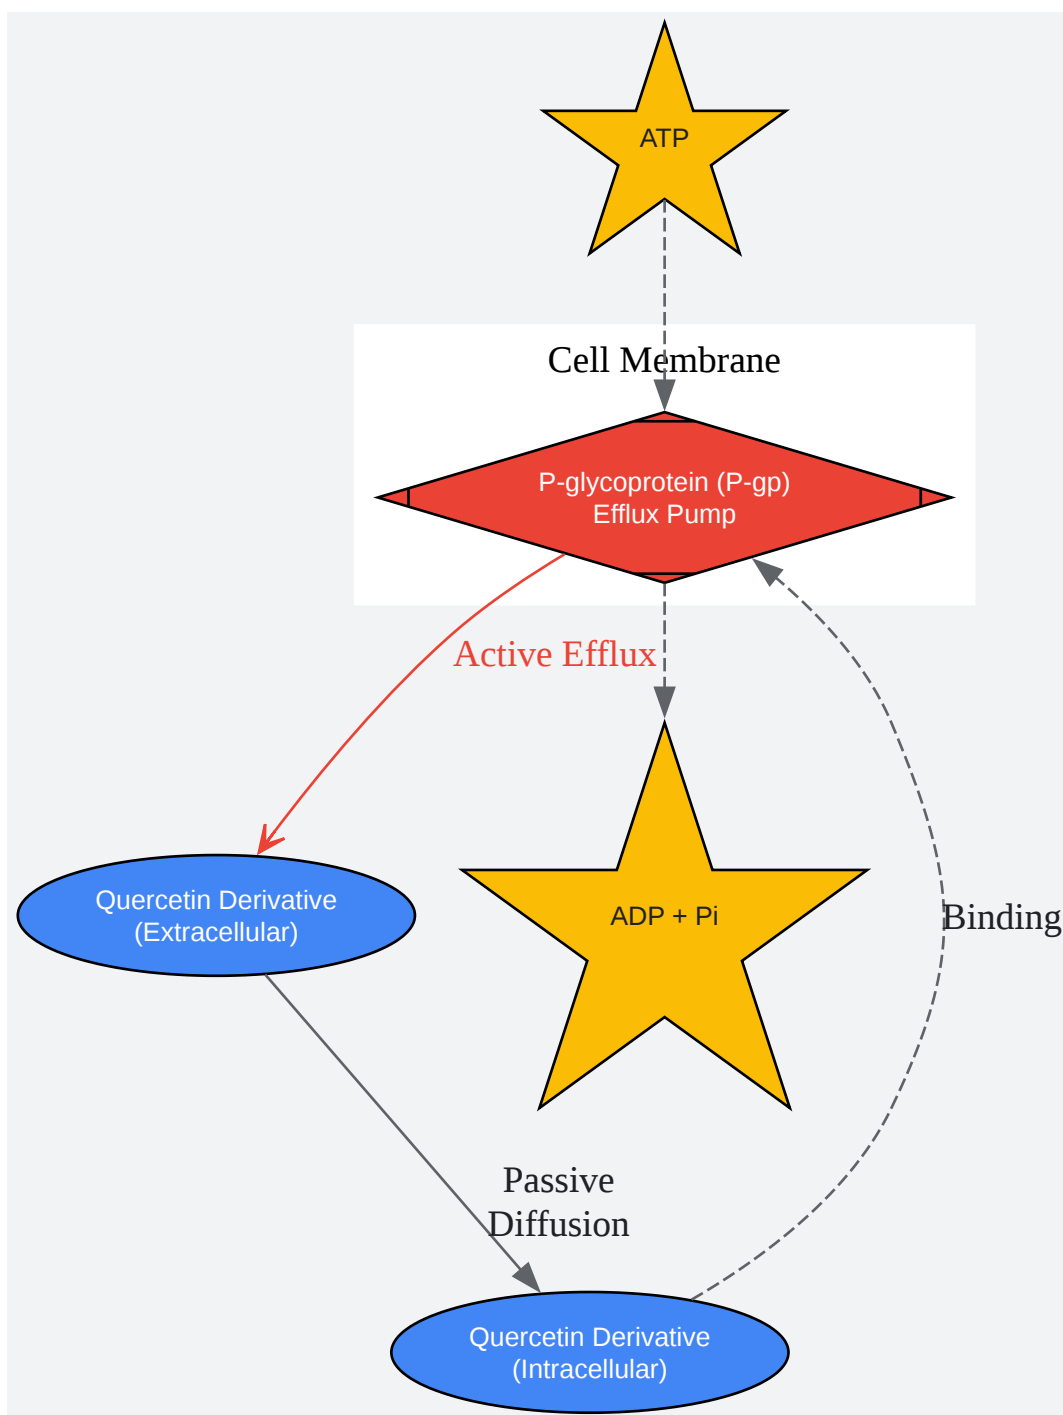 ATP
Cell Membrane
P-glycoprotein (P-gp)
Efflux Pump
Active Efflux
Quercetin Derivative
(Extracellular)
ADP + Pi
Binding
Passive
Diffusion
Quercetin Derivative
(Intracellular)